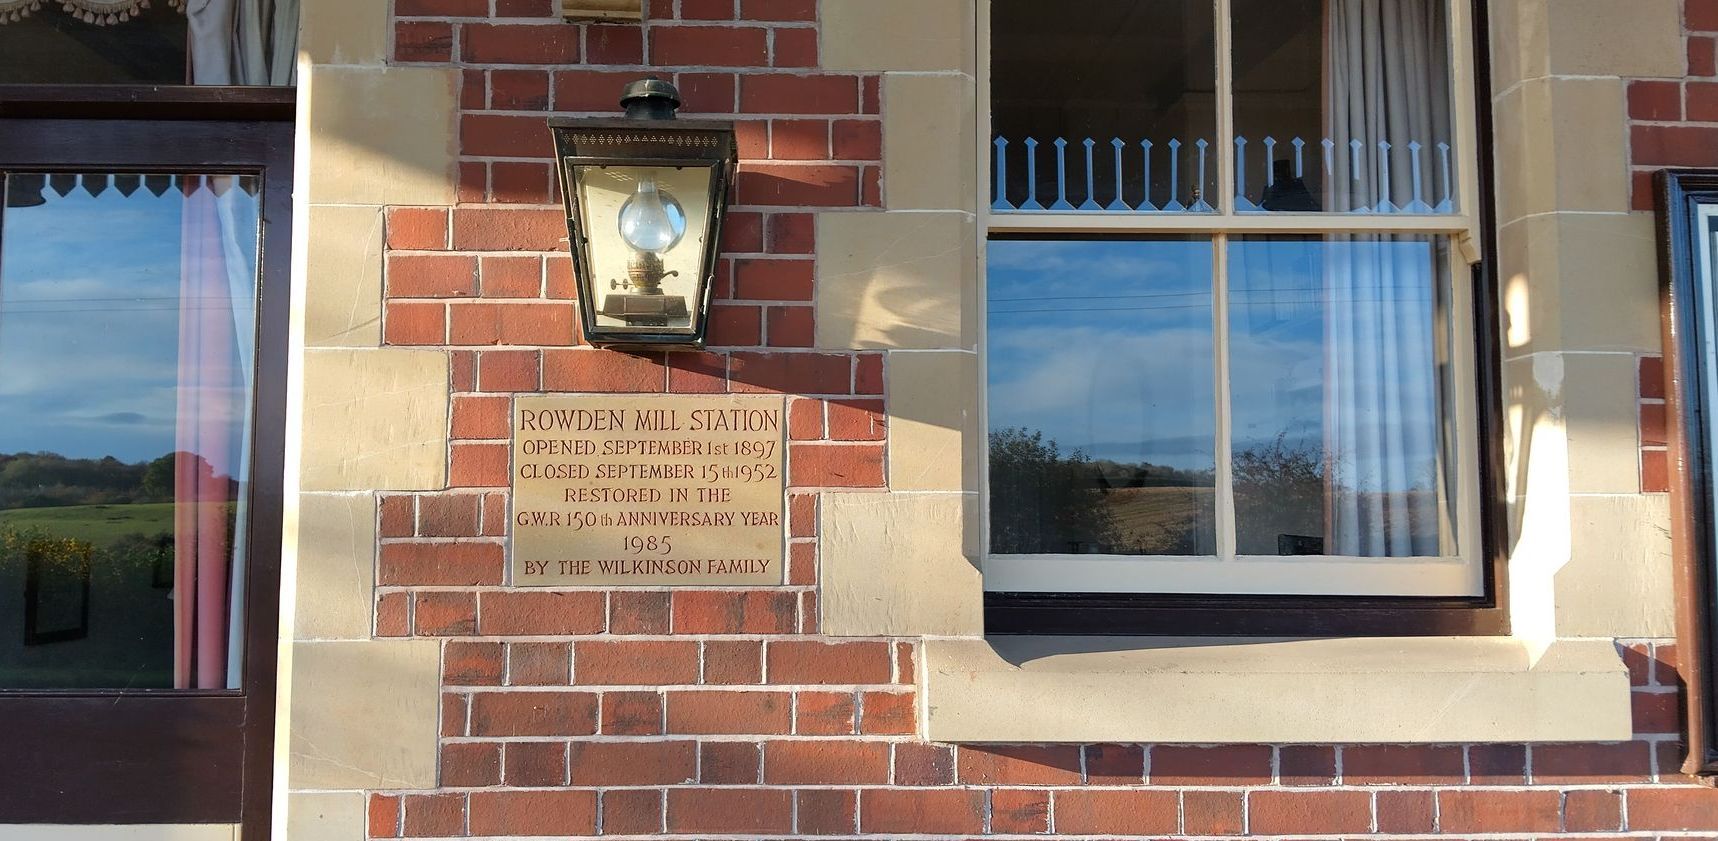 ROWDEN MILL STATION
OPENED SEPTEMBER 1st 1897
CLOSED SEPTEMBER 15th 1952
RESTORED IN THE
G.W.R 150th ANNIVERSARY YEAR
1985
BY THE WILKINSON FAMILY